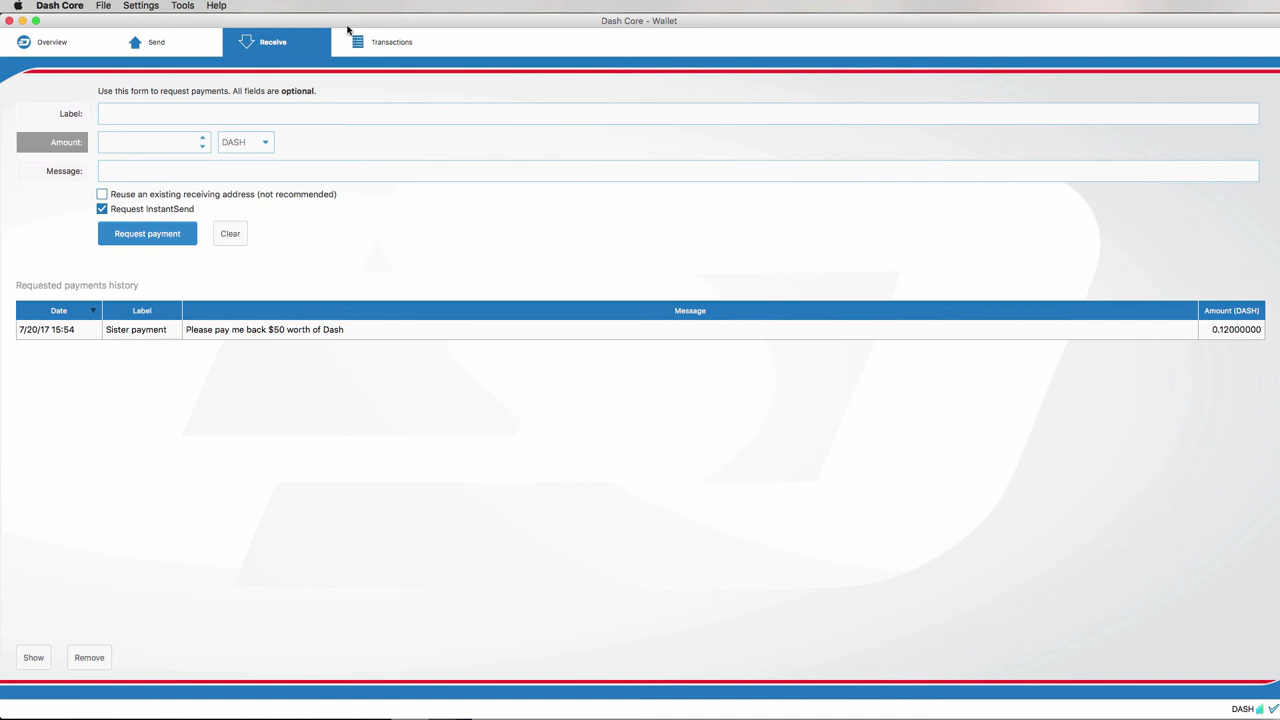 Dash Core File Settings Tools Help
Dash Core - Wallet
Overview Send Receive Transactions
Use this form to request payments. All fields are optional.
Label:
Amount: DASH
Message:
Reuse an existing receiving address (not recommended)
Request InstantSend
Request payment Clear
Requested payments history
Date Label Message Amount (DASH)
7/20/17 15:54 Sister payment Please pay me back $50 worth of Dash 0.12000000
Show Remove
DASH